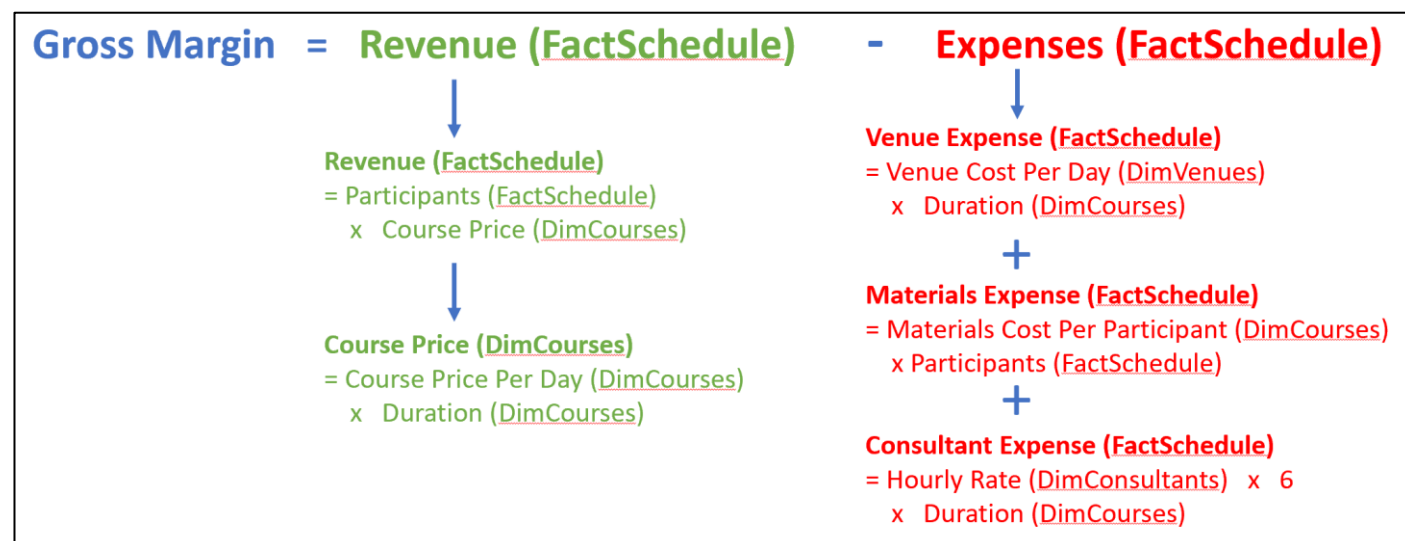 Gross Margin = Revenue (FactSchedule) - Expenses (FactSchedule)
Revenue (FactSchedule)
= Participants (FactSchedule)
x Course Price (DimCourses)
Course Price (DimCourses)
= Course Price Per Day (DimCourses)
x Duration (DimCourses)
Venue Expense (FactSchedule)
= Venue Cost Per Day (DimVenues)
x Duration (DimCourses)
+
Materials Expense (FactSchedule)
= Materials Cost Per Participant (DimCourses)
x Participants (FactSchedule)
+
Consultant Expense (FactSchedule)
= Hourly Rate (DimConsultants) x 6
x Duration (DimCourses)